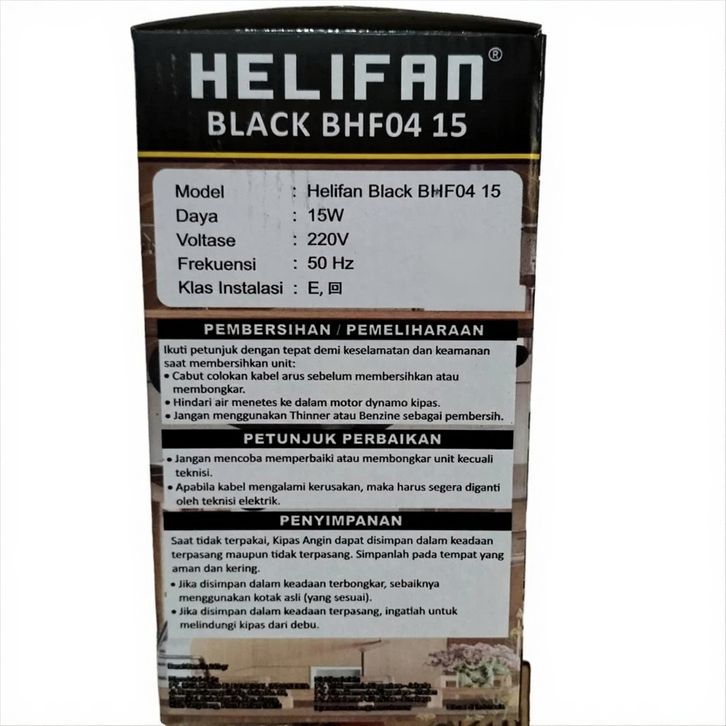 HELIFAN®
BLACK BHF04 15
Model : Helifan Black BHF04 15
Daya : 15W
Voltase : 220V
Frekuensi : 50 Hz
Klas Instalasi : E, 回
PEMBERSIHAN / PEMELIHARAAN
Ikuti petunjuk dengan tepat demi keselamatan dan keamanan
saat membersihkan unit:
• Cabut colokan kabel arus sebelum membersihkan atau
membongkar.
• Hindari air menetes ke dalam motor dynamo kipas.
• Jangan menggunakan Thinner atau Benzine sebagai pembersih.
PETUNJUK PERBAIKAN
• Jangan mencoba memperbaiki atau membongkar unit kecuali
teknisi.
• Apabila kabel mengalami kerusakan, maka harus segera diganti
oleh teknisi elektrik.
PENYIMPANAN
Saat tidak terpakai, Kipas Angin dapat disimpan dalam keadaan
terpasang maupun tidak terpasang. Simpanlah pada tempat yang
aman dan kering.
• Jika disimpan dalam keadaan terbongkar, sebaiknya
menggunakan kotak asli (yang sesuai).
• Jika disimpan dalam keadaan terpasang, ingatlah untuk
melindungi kipas dari debu.